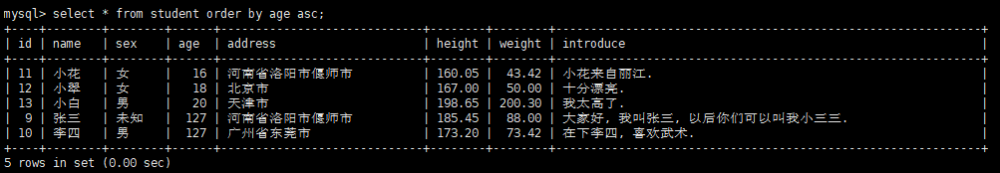 mysql> select * from student order by age asc;
| id | name | sex | age | address | height | weight | introduce |
| 11 | 小花 | 女 | 16 | 河南省洛阳市偃师市 | 160.05 | 43.42 | 小花来自丽江. |
| 12 | 小翠 | 女 | 18 | 北京市 | 167.00 | 50.00 | 十分漂亮. |
| 13 | 小白 | 男 | 20 | 天津市 | 198.65 | 200.30 | 我太高了. |
| 9 | 张三 | 未知 | 127 | 河南省洛阳市偃师市 | 185.45 | 88.00 | 大家好, 我叫张三, 以后你们可以叫我小三三. |
| 10 | 李四 | 男 | 127 | 广州省东莞市 | 173.20 | 73.42 | 在下李四, 喜欢武术. |
5 rows in set (0.00 sec)